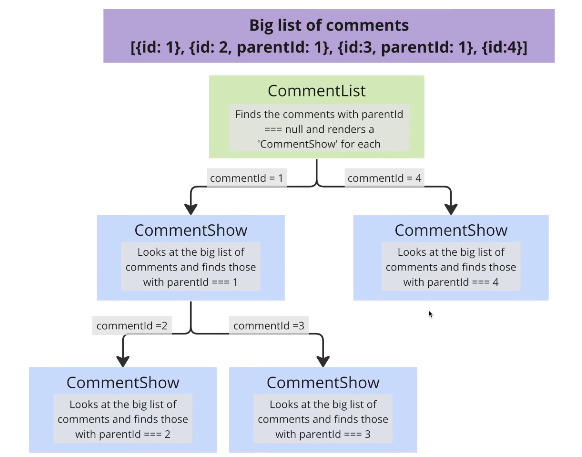 Big list of comments
[{id: 1}, {id: 2, parentId: 1}, {id:3, parentId: 1}, {id:4}]
CommentList
Finds the comments with parentId
=== null and renders a
'CommentShow' for each
commentId = 1
commentId = 4
CommentShow
Looks at the big list of
comments and finds those
with parentId === 1
CommentShow
Looks at the big list of
comments and finds those
with parentId === 4
commentId =2
commentId =3
CommentShow
Looks at the big list of
comments and finds those
with parentId === 2
CommentShow
Looks at the big list of
comments and finds those
with parentId === 3